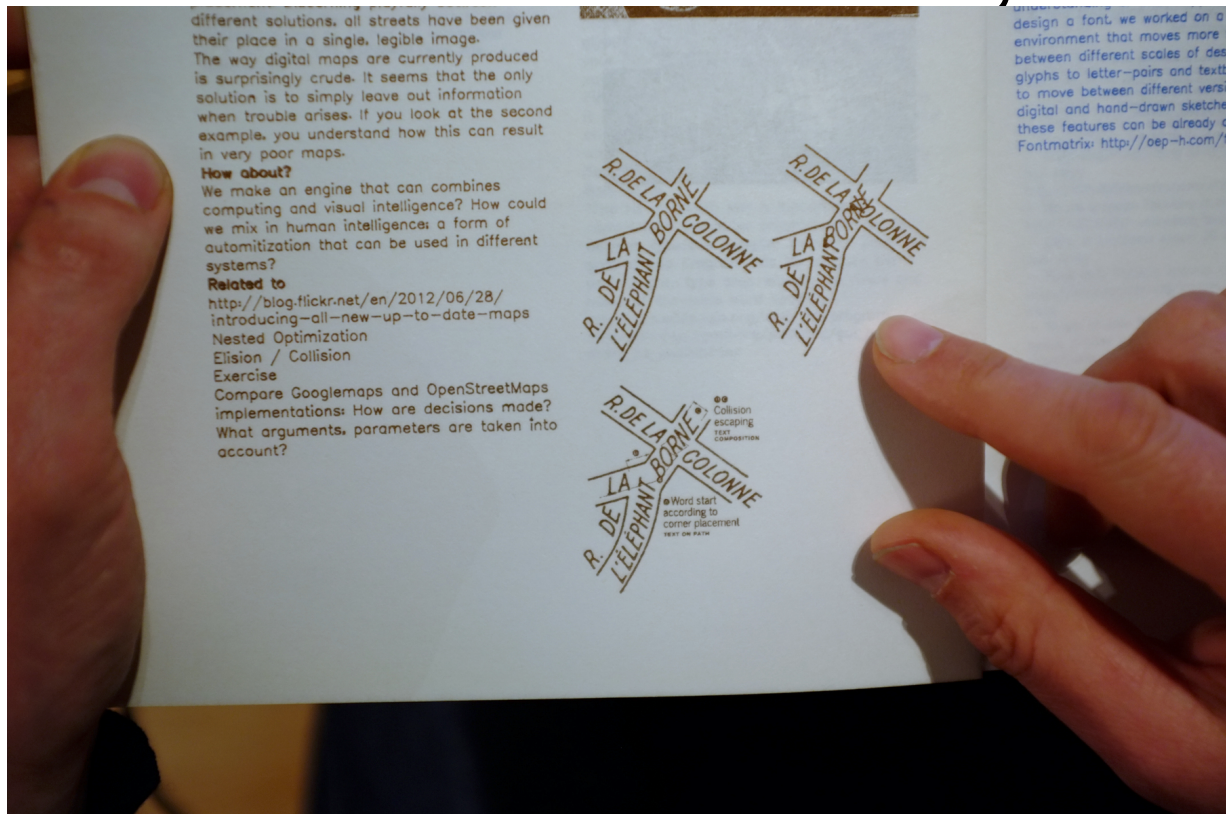 different solutions. all streets have been given
their place in a single. legible image.
The way digital maps are currently produced
is surprisingly crude. It seems that the only
solution is to simply leave out information
when trouble arises. If you look at the second
example. you understand how this can result
in very poor maps.
How about?
We make an engine that can combines
computing and visual intelligence? How could
we mix in human intelligence: a form of
automitization that can be used in different
systems?
Related to
http://blog.flickr.net/en/2012/06/28/
introducing-all-new-up-to-date-maps
Nested Optimization
Elision / Collision
Exercise
Compare Googlemaps and OpenStreetMaps
implementations: How are decisions made?
What arguments. parameters are taken into
account?
R. DE LA
BORNE
COLONNE
R. DE LA
L'ÉLÉPHANT
R. DE LA
BORNE
COLONNE
R. DE LA
L'ÉLÉPHANT
R. DE LA
BORNE
COLONNE
R. DE LA
L'ÉLÉPHANT
Collision
escaping
TEXT
COMPOSITION
Word start
according to
corner placement
TEXT ON PATH
design a font. we worked on a
environment that moves more
between different scales of
glyphs to letter-pairs and
to move between different
digital and hand-drawn
these features can be already
Fontmatrix: http://oep-h.com/